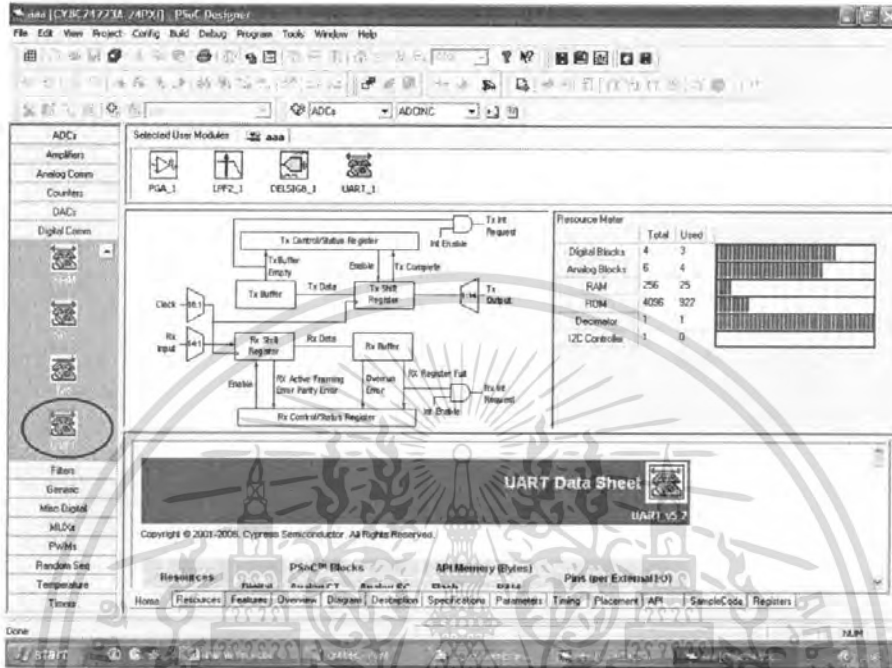 aaa [CY8C24223A-24PXI] - PSoC Designer
File Edit View Project Config Build Debug Program Tools Window Help
ADCs
ADCINC
ADCs
Amplifiers
Analog Comm
Counters
DACs
Digital Comm
Filters
Generic
Misc Digital
MUXs
PWMs
Random Seq
Temperature
Timers
Selected User Modules
aaa
PGA_1
LPF2_1
DELSIG8_1
UART_1
Tx Control/Status Register
Tx Int
Request
Int Enable
Tx Buffer
Empty
Enable
Tx Complete
Tx Buffer
Tx Data
Tx Shift
Register
Tx
Output
Clock
Rx
Input
Rx Shift
Register
Rx Data
Rx Buffer
Enable
RX Active Framing
Error Parity Error
Overrun
Error
RX Register Full
Rx Int
Request
Int Enable
Rx Control/Status Register
Resource Meter
Total Used
Digital Blocks 4 3
Analog Blocks 6 4
RAM 256 25
ROM 4096 922
Decimator 1 1
I2C Controller 1 0
UART Data Sheet
UART v5.2
Copyright © 2001-2006, Cypress Semiconductor. All Rights Reserved.
Resources
PSoC™ Blocks
API Memory (Bytes)
Pins (per External I/O)
Digital Analog CT Analog SC Flash RAM
Home Resources Features Overview Diagram Description Specifications Parameters Timing Placement API SampleCode Registers
Done
NUM
START